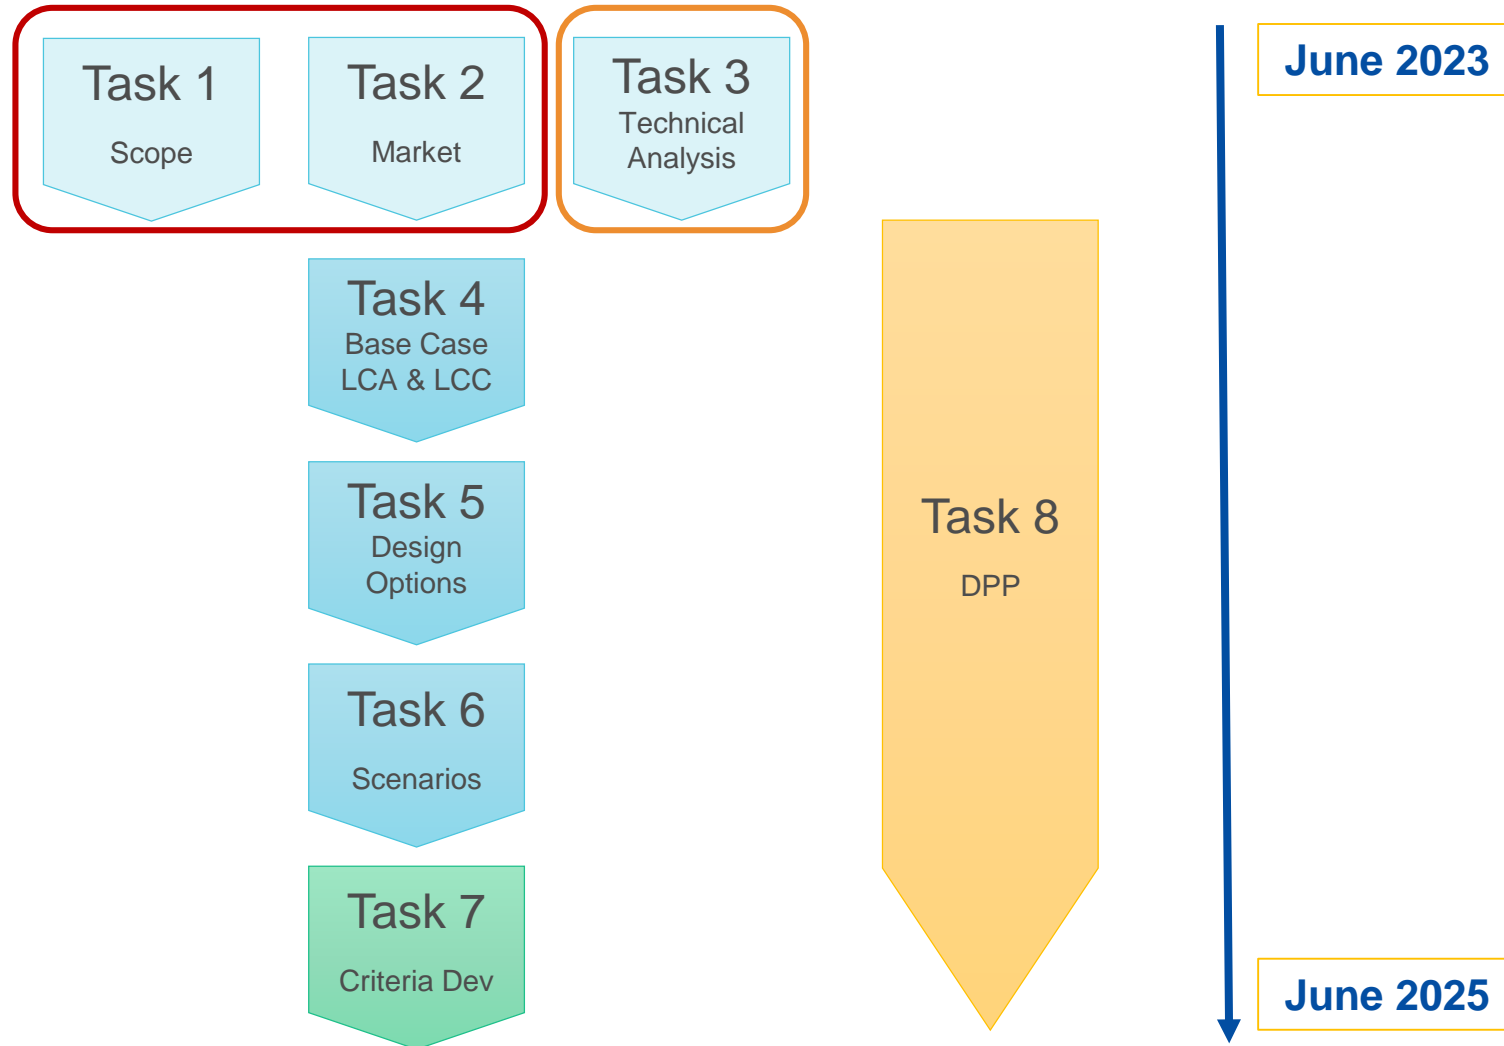 Task 1
Scope
Task 2
Market
Task 3
Technical
Analysis
June 2023
Task 4
Base Case
LCA & LCC
Task 5
Design
Options
Task 8
DPP
Task 6
Scenarios
Task 7
Criteria Dev
June 2025